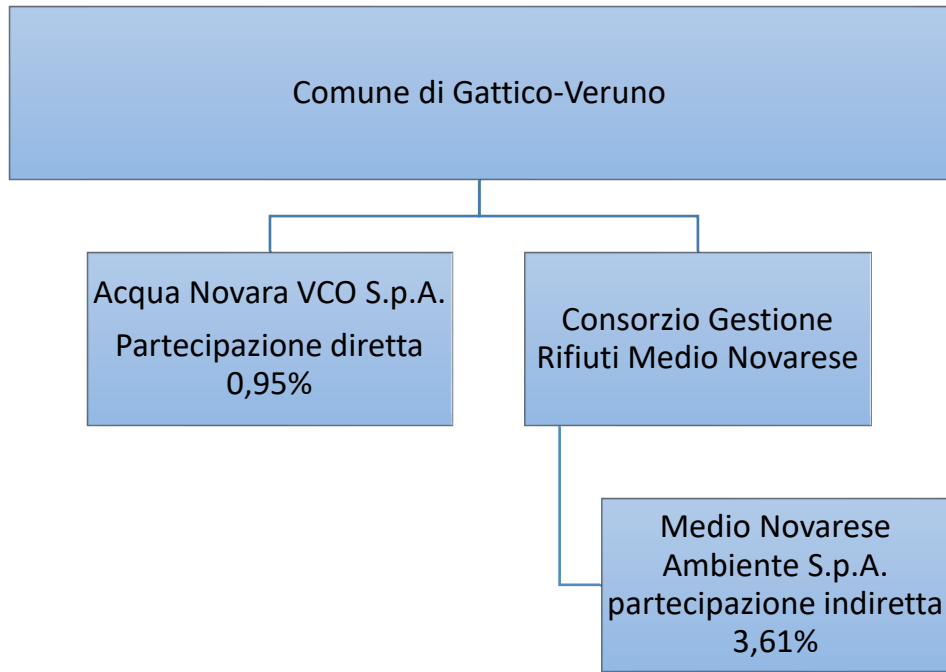 Comune di Gattico-Veruno
Acqua Novara VCO S.p.A.
Partecipazione diretta
0,95%
Consorzio Gestione
Rifiuti Medio Novarese
Medio Novarese
Ambiente S.p.A.
partecipazione indiretta
3,61%